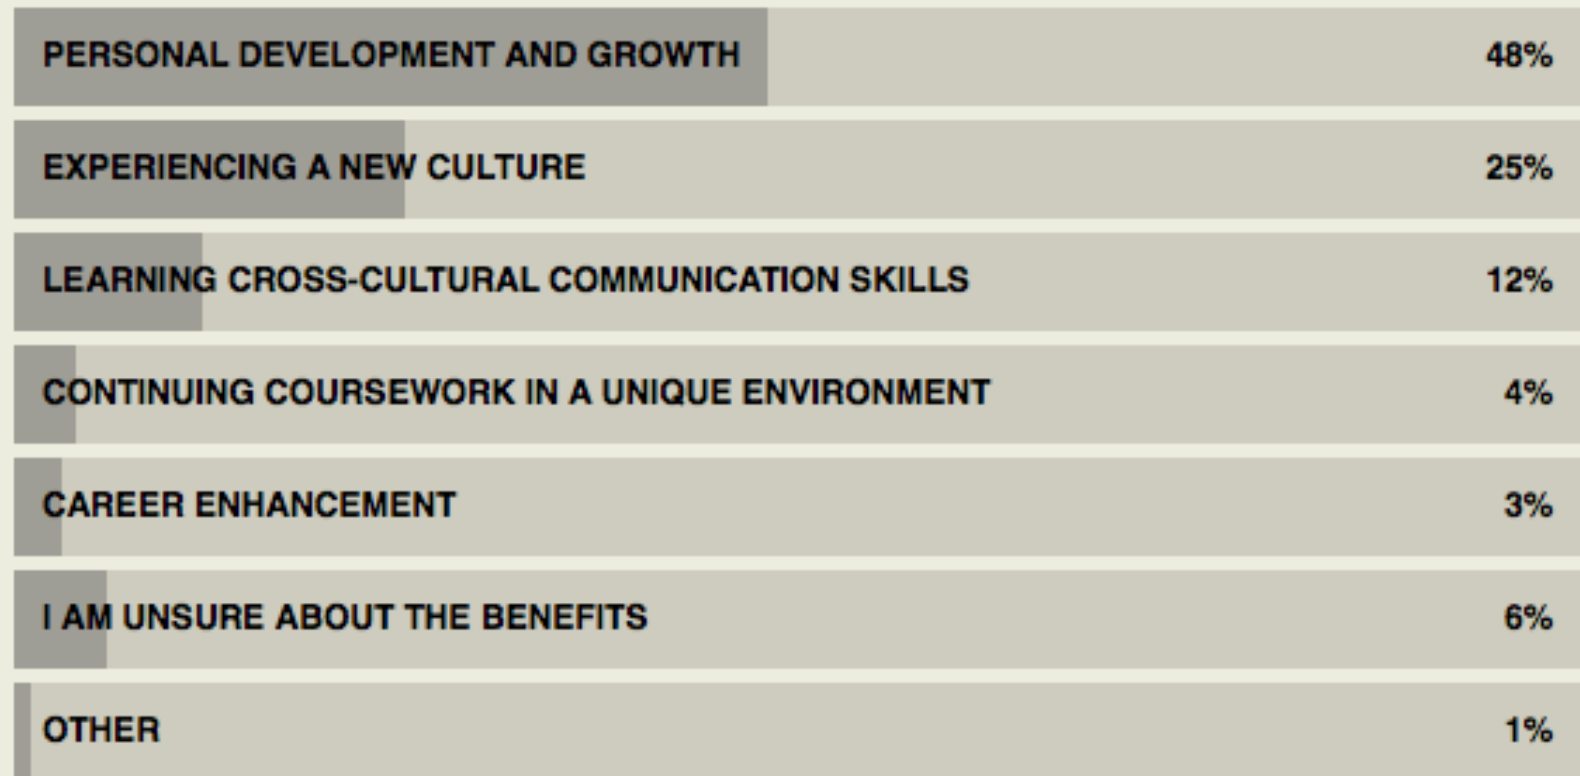 PERSONAL DEVELOPMENT AND GROWTH 48%
EXPERIENCING A NEW CULTURE 25%
LEARNING CROSS-CULTURAL COMMUNICATION SKILLS 12%
CONTINUING COURSEWORK IN A UNIQUE ENVIRONMENT 4%
CAREER ENHANCEMENT 3%
I AM UNSURE ABOUT THE BENEFITS 6%
OTHER 1%